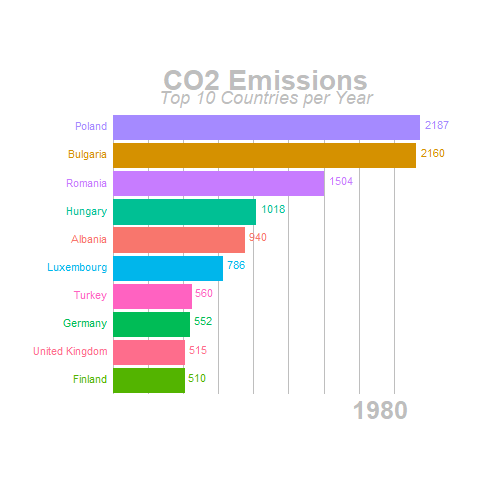 CO2 Emissions
Top 10 Countries per Year
Poland 2187
Bulgaria 2160
Romania 1504
Hungary 1018
Albania 940
Luxembourg 786
Turkey 560
Germany 552
United Kingdom 515
Finland 510
1980